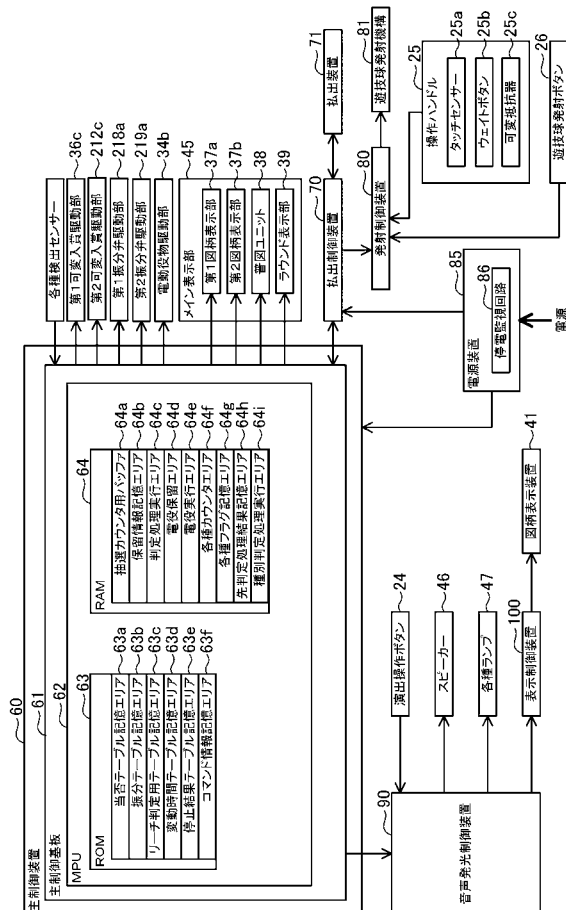 60
主制御装置
61
主制御基板
62
MPU
63
ROM
当否テーブル記憶エリア 63a
振分テーブル記憶エリア 63b
リーチ判定用テーブル記憶エリア 63c
変動時間テーブル記憶エリア 63d
停止結果テーブル記憶エリア 63e
コマンド情報記憶エリア 63f
64
RAM
抽選カウンタ用バッファ 64a
保留情報記憶エリア 64b
判定処理実行エリア 64c
電役保留エリア 64d
電役実行エリア 64e
各種カウンタエリア 64f
各種フラグ記憶エリア 64g
先判定処理結果記憶エリア 64h
種別判定処理実行エリア 64i
各種検出センサー
第1可変入賞駆動部 36c
第2可変入賞駆動部 212c
第1振分弁駆動部 218a
第2振分弁駆動部 219a
電動役物駆動部 34b
メイン表示部 45
第1図柄表示部 37a
第2図柄表示部 37b
普図ユニット 38
ラウンド表示部 39
払出制御装置 70
払出装置 71
発射制御装置 80
遊技球発射機構 81
操作ハンドル 25
タッチセンサー 25a
ウェイトボタン 25b
可変抵抗器 25c
遊技球発射ボタン 26
電源装置 85
停電監視回路 86
電源
90
音声発光制御装置
演出操作ボタン 24
スピーカー 46
各種ランプ 47
表示制御装置 100
図柄表示装置 41